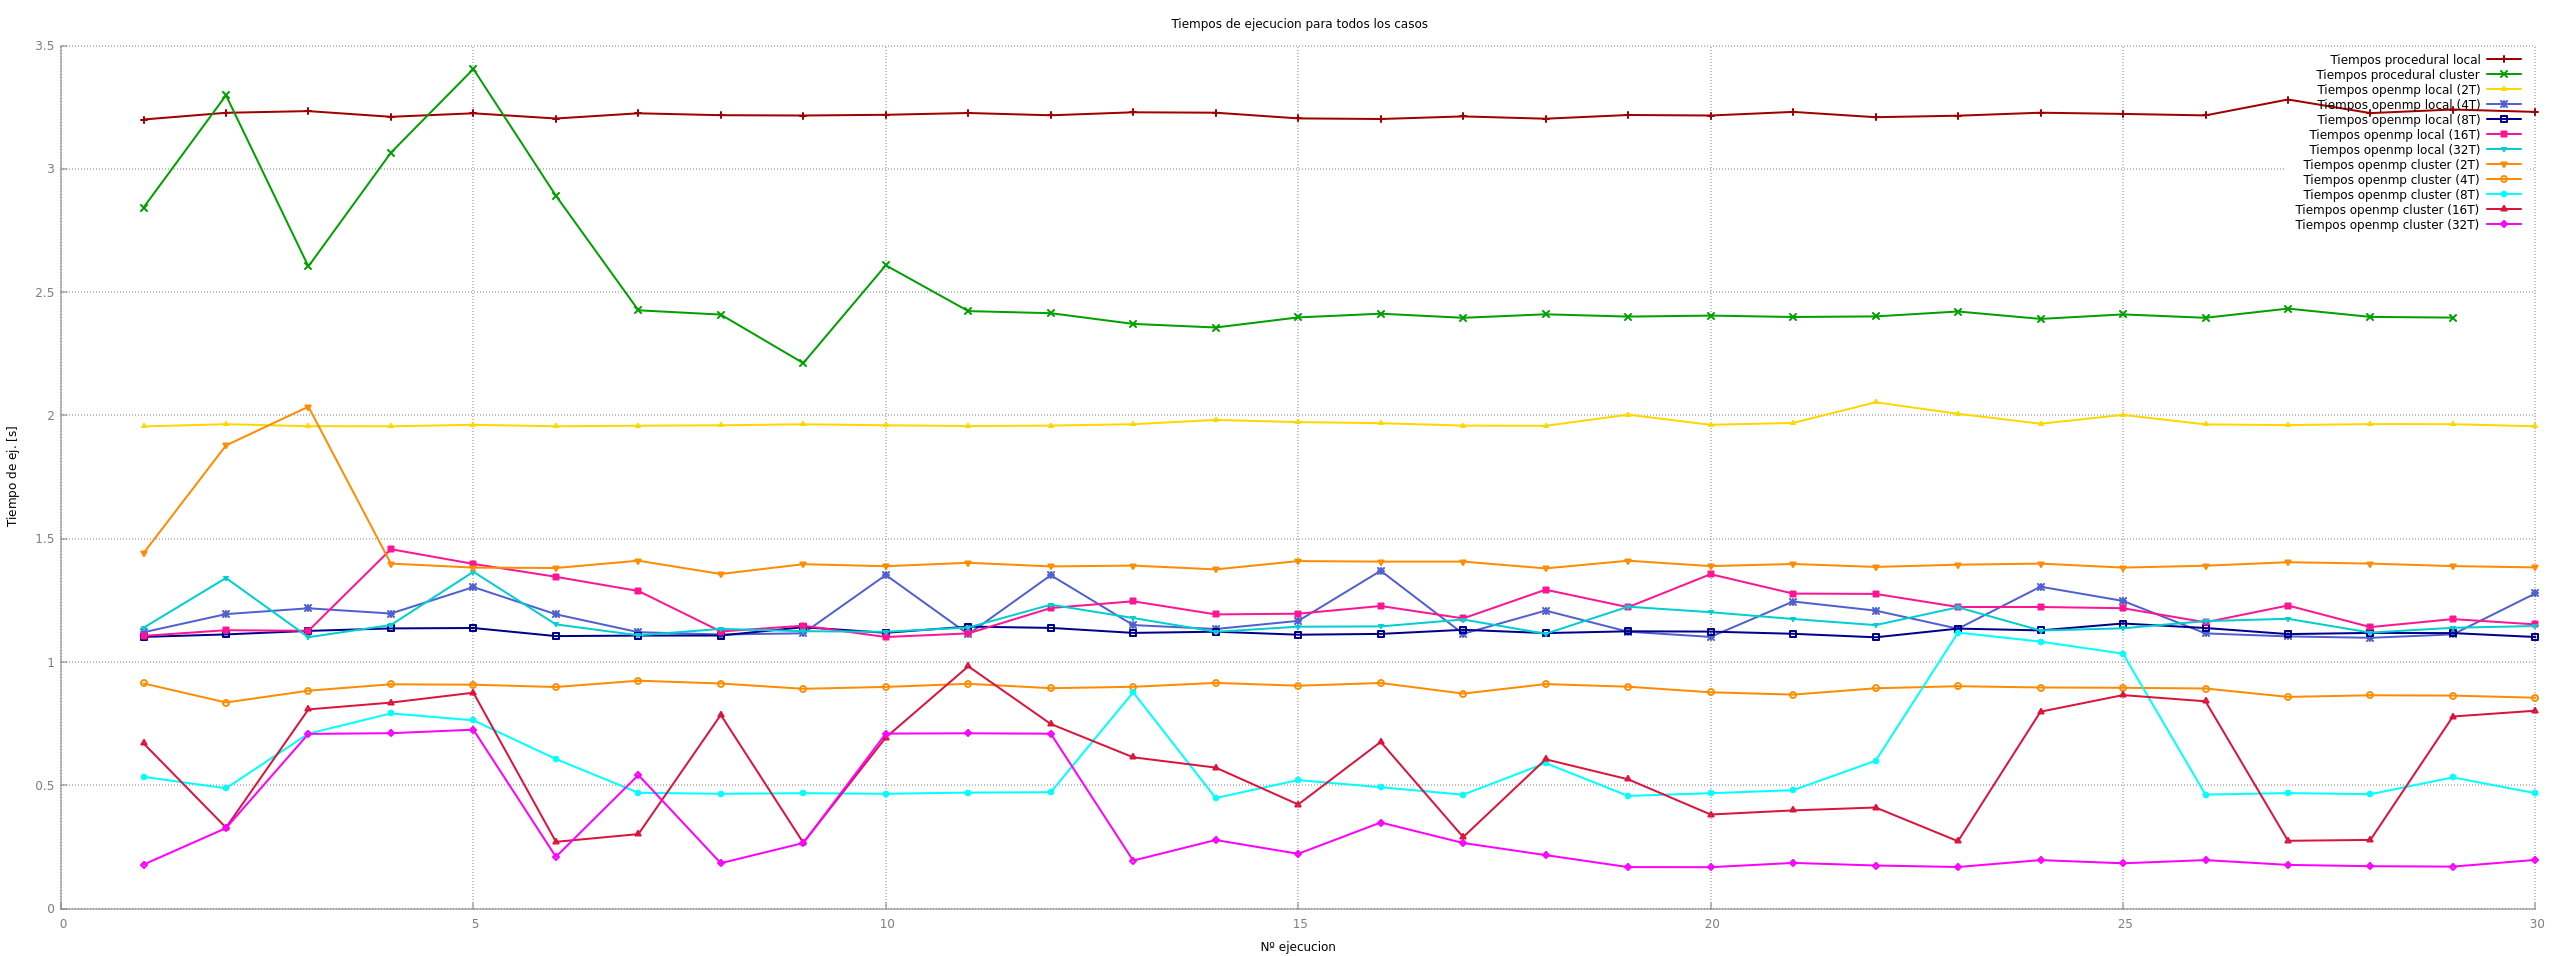 Tiempos de ejecucion para todos los casos
3.5
3
2.5
2
1.5
1
0.5
0
Tiempo de ej. [s]
Tiempos procedural local
Tiempos procedural cluster
Tiempos openmp local (2T)
Tiempos openmp local (4T)
Tiempos openmp local (8T)
Tiempos openmp local (16T)
Tiempos openmp local (32T)
Tiempos openmp cluster (2T)
Tiempos openmp cluster (4T)
Tiempos openmp cluster (8T)
Tiempos openmp cluster (16T)
Tiempos openmp cluster (32T)
0 5 10 15 20 25 30
Nº ejecucion